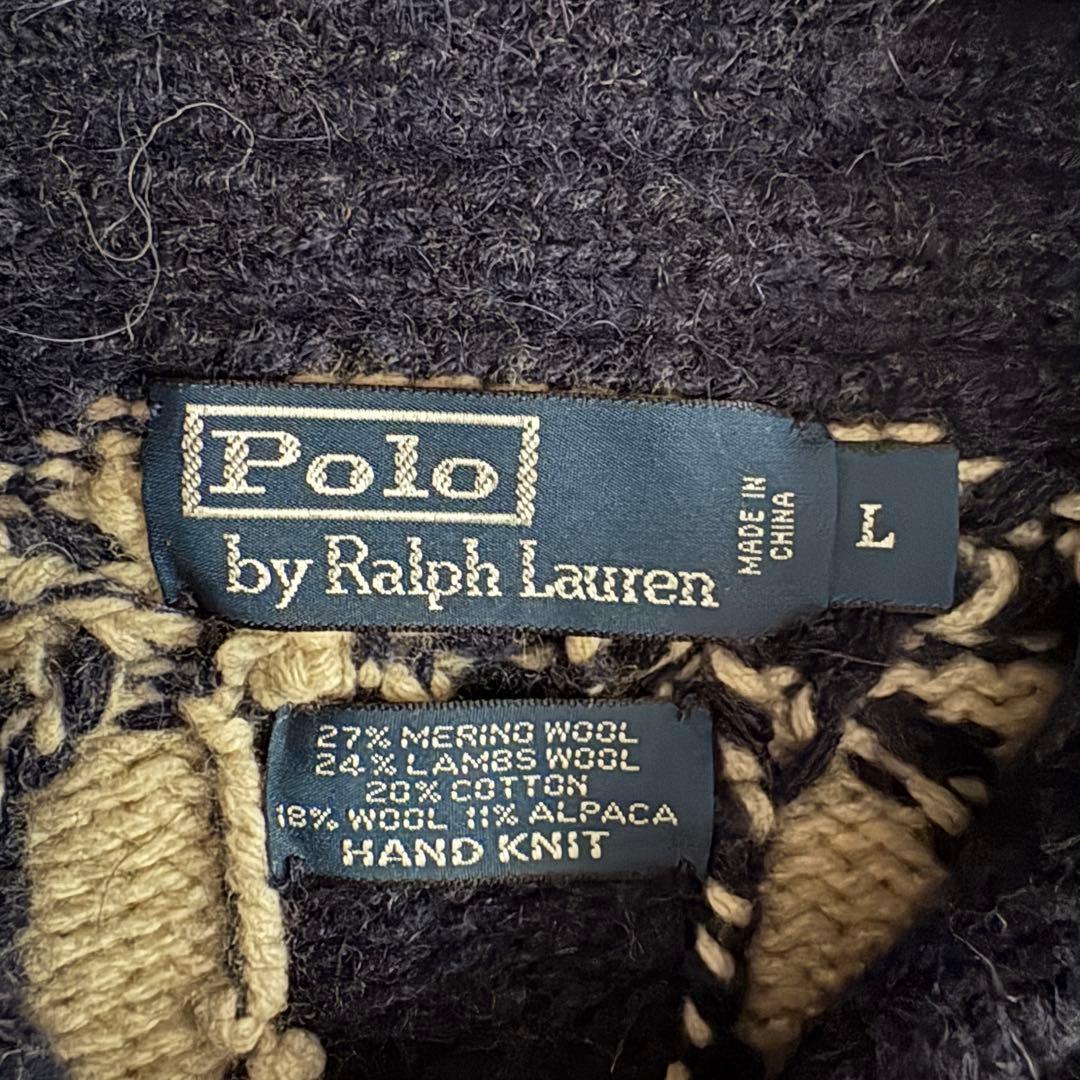 Polo
by Ralph Lauren
MADE IN
CHINA
L
27% MERINO WOOL
24% LAMBS WOOL
20% COTTON
18% WOOL 11% ALPACA
HAND KNIT